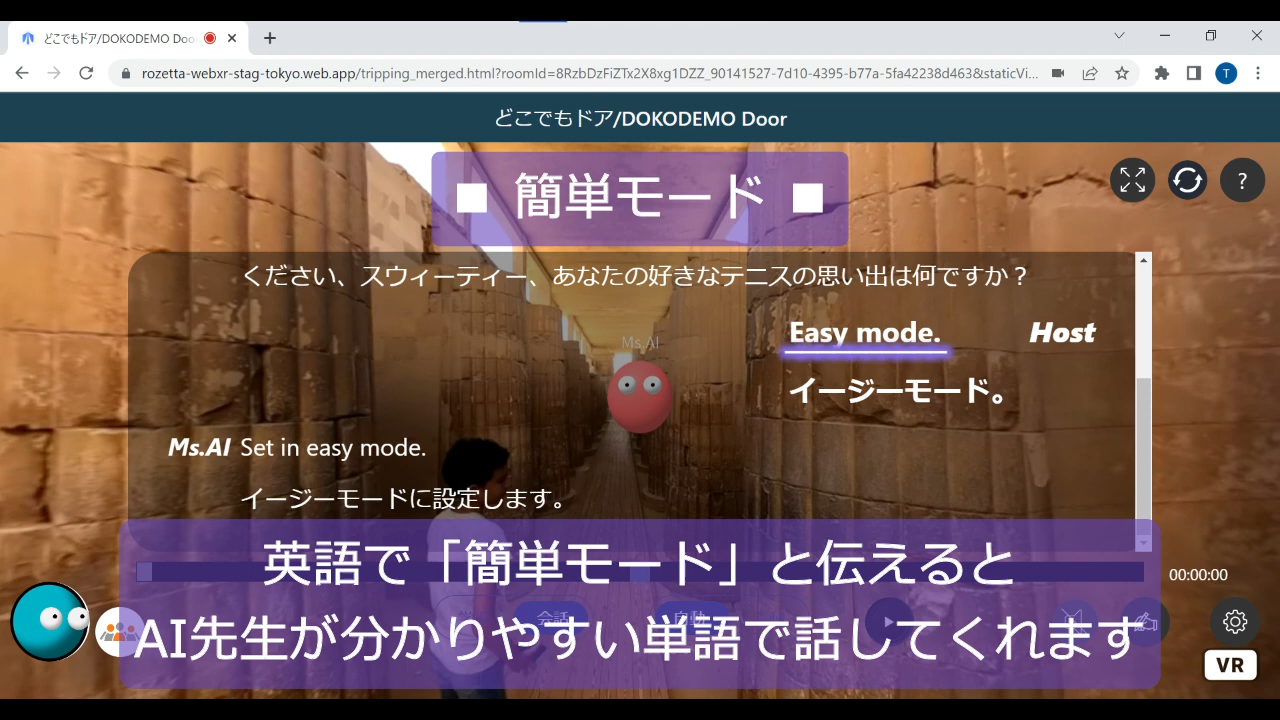 どこでもドア/DOKODEMO Doo
rozetta-webxr-stag-tokyo.web.app/tripping_merged.html?roomId=8RzbDzFiZTx2X8xg1DZZ_90141527-7d10-4395-b77a-5fa42238d463&staticVi...
T
どこでもドア/DOKODEMO Door
■ 簡単モード ■
?
ください、スウィーティー、あなたの好きなテニスの思い出は何ですか？
Easy mode. Host
Ms.AI
イージーモード。
Ms.AI Set in easy mode.
イージーモードに設定します。
英語で「簡単モード」と伝えると
00:00:00
会話
自動
AI先生が分かりやすい単語で話してくれます
VR